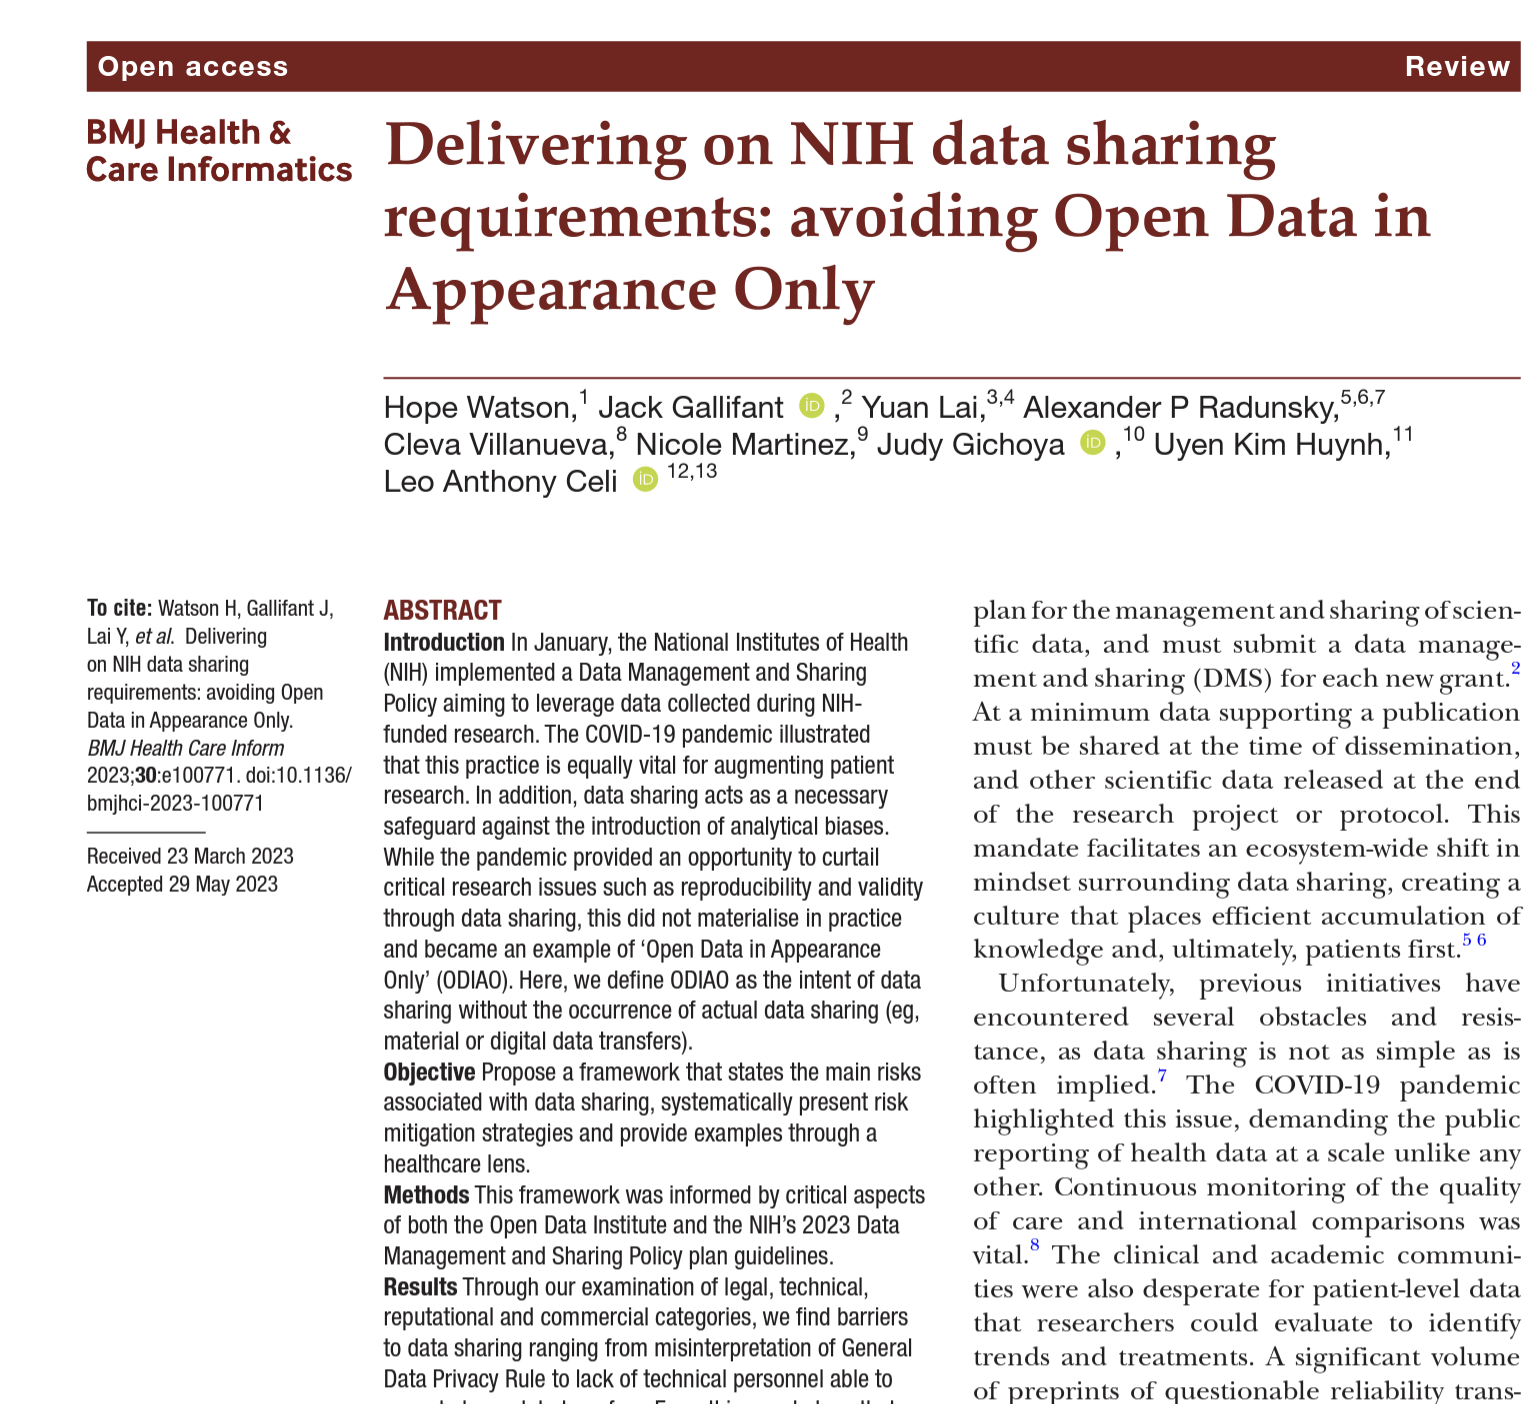 Open access
Review
BMJ Health &
Care Informatics
Delivering on NIH data sharing
requirements: avoiding Open Data in
Appearance Only
Hope Watson,1 Jack Gallifant iD ,2 Yuan Lai,3,4 Alexander P Radunsky,5,6,7
Cleva Villanueva,8 Nicole Martinez,9 Judy Gichoya iD ,10 Uyen Kim Huynh,11
Leo Anthony Celi iD 12,13
To cite: Watson H, Gallifant J,
Lai Y, et al. Delivering
on NIH data sharing
requirements: avoiding Open
Data in Appearance Only.
BMJ Health Care Inform
2023;30:e100771. doi:10.1136/
bmjhci-2023-100771
Received 23 March 2023
Accepted 29 May 2023
ABSTRACT
Introduction In January, the National Institutes of Health
(NIH) implemented a Data Management and Sharing
Policy aiming to leverage data collected during NIH-
funded research. The COVID-19 pandemic illustrated
that this practice is equally vital for augmenting patient
research. In addition, data sharing acts as a necessary
safeguard against the introduction of analytical biases.
While the pandemic provided an opportunity to curtail
critical research issues such as reproducibility and validity
through data sharing, this did not materialise in practice
and became an example of ‘Open Data in Appearance
Only’ (ODIAO). Here, we define ODIAO as the intent of data
sharing without the occurrence of actual data sharing (eg,
material or digital data transfers).
Objective Propose a framework that states the main risks
associated with data sharing, systematically present risk
mitigation strategies and provide examples through a
healthcare lens.
Methods This framework was informed by critical aspects
of both the Open Data Institute and the NIH’s 2023 Data
Management and Sharing Policy plan guidelines.
Results Through our examination of legal, technical,
reputational and commercial categories, we find barriers
to data sharing ranging from misinterpretation of General
Data Privacy Rule to lack of technical personnel able to
plan for the management and sharing of scien-
tific data, and must submit a data manage-
ment and sharing (DMS) for each new grant.2
At a minimum data supporting a publication
must be shared at the time of dissemination,
and other scientific data released at the end
of the research project or protocol. This
mandate facilitates an ecosystem-wide shift in
mindset surrounding data sharing, creating a
culture that places efficient accumulation of
knowledge and, ultimately, patients first.5 6
Unfortunately, previous initiatives have
encountered several obstacles and resis-
tance, as data sharing is not as simple as is
often implied.7 The COVID-19 pandemic
highlighted this issue, demanding the public
reporting of health data at a scale unlike any
other. Continuous monitoring of the quality
of care and international comparisons was
vital.8 The clinical and academic communi-
ties were also desperate for patient-level data
that researchers could evaluate to identify
trends and treatments. A significant volume
of preprints of questionable reliability trans-